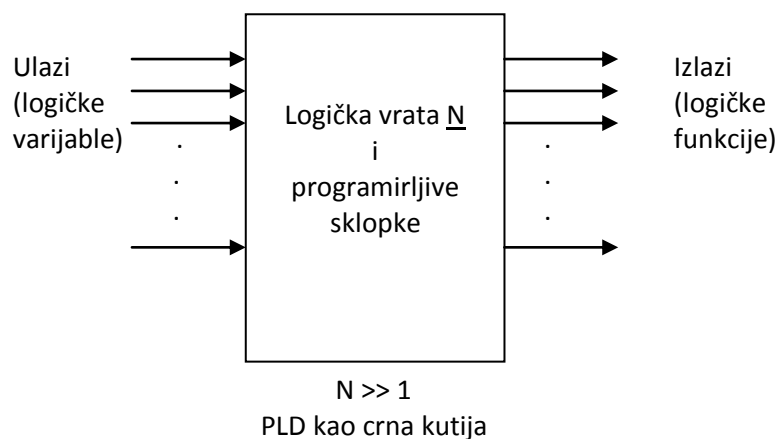 Ulazi
(logičke
varijable)
.
.
.
Logička vrata N
i
programirljive
sklopke
.
.
.
Izlazi
(logičke
funkcije)
N >> 1
PLD kao crna kutija